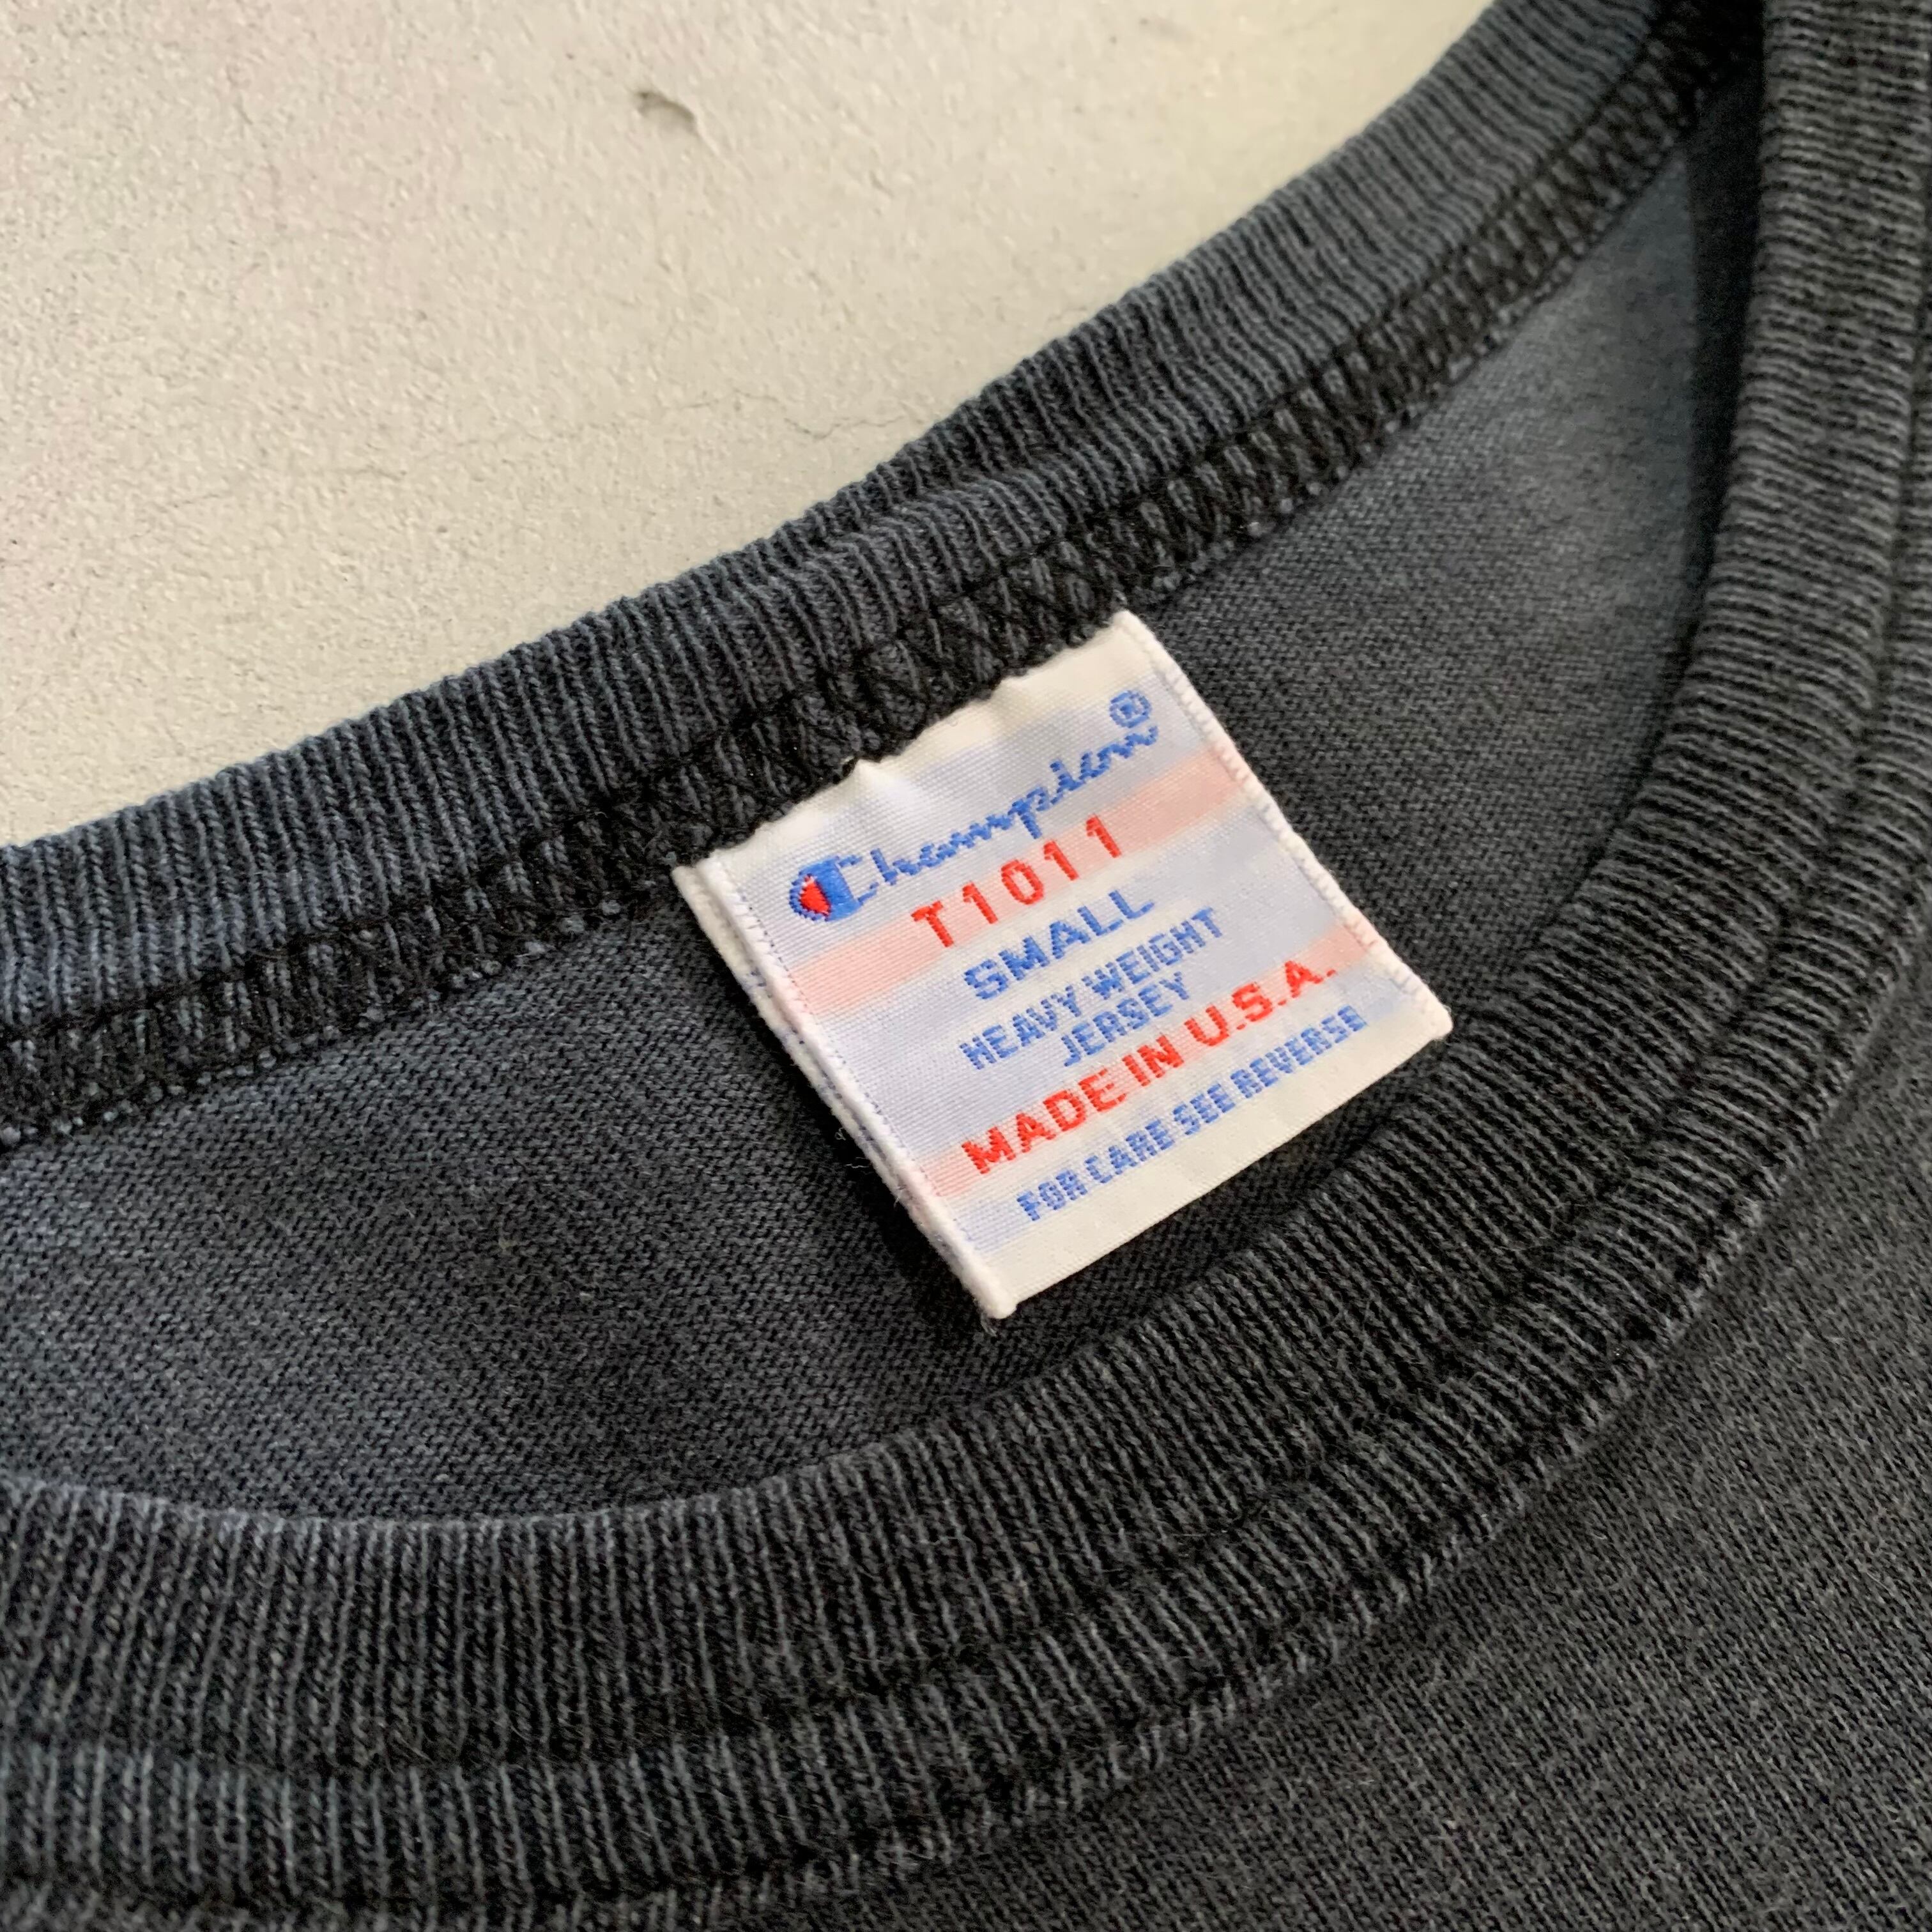 Champion®
T1011
SMALL
HEAVY WEIGHT
JERSEY
MADE IN U.S.A.
FOR CARE SEE REVERSE